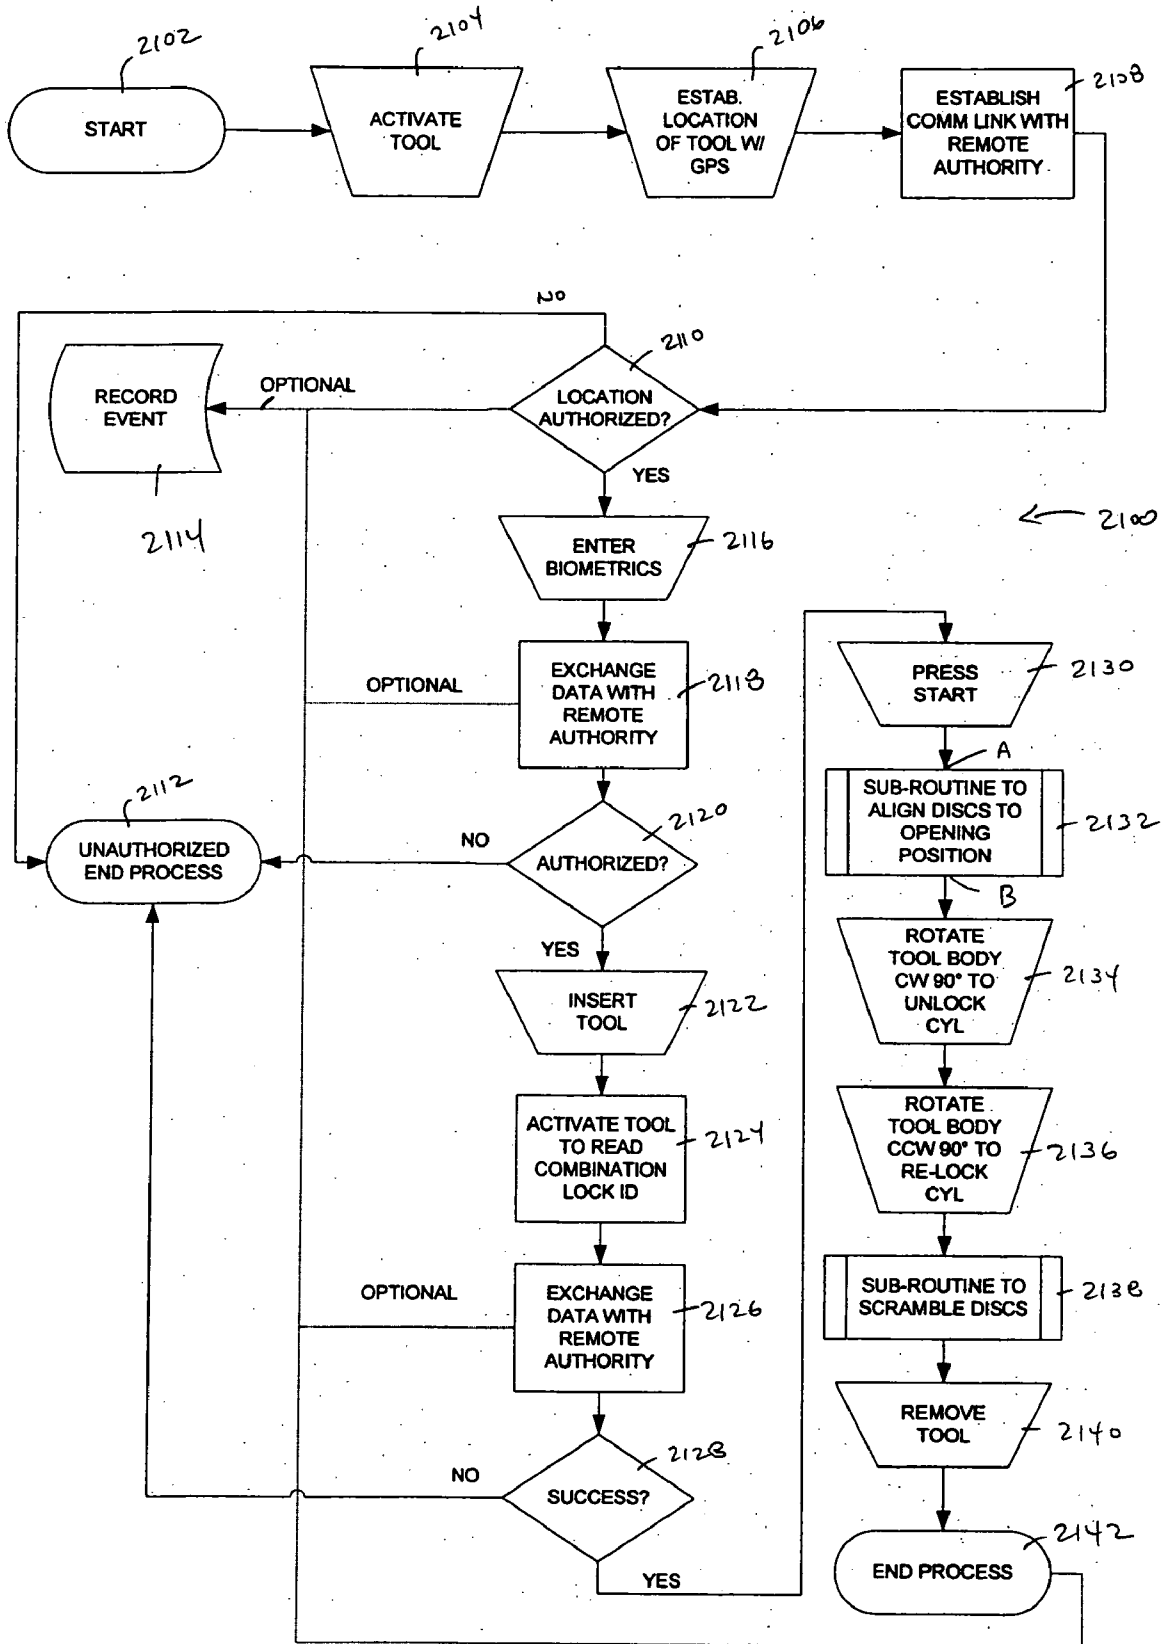 2102
START
2104
ACTIVATE
TOOL
2106
ESTAB.
LOCATION
OF TOOL W/
GPS
2108
ESTABLISH
COMM LINK WITH
REMOTE
AUTHORITY
NO
2110
LOCATION
AUTHORIZED?
OPTIONAL
RECORD
EVENT
2114
YES
2100
ENTER
BIOMETRICS
2116
EXCHANGE
DATA WITH
REMOTE
AUTHORITY
2118
OPTIONAL
2112
UNAUTHORIZED
END PROCESS
NO
2120
AUTHORIZED?
YES
INSERT
TOOL
2122
ACTIVATE TOOL
TO READ
COMBINATION
LOCK ID
2124
OPTIONAL
EXCHANGE
DATA WITH
REMOTE
AUTHORITY
2126
2128
NO
SUCCESS?
YES
PRESS
START
2130
A
SUB-ROUTINE TO
ALIGN DISCS TO
OPENING
POSITION
2132
B
ROTATE
TOOL BODY
CW 90° TO
UNLOCK
CYL
2134
ROTATE
TOOL BODY
CCW 90° TO
RE-LOCK
CYL
2136
SUB-ROUTINE TO
SCRAMBLE DISCS
2138
REMOVE
TOOL
2140
2142
END PROCESS